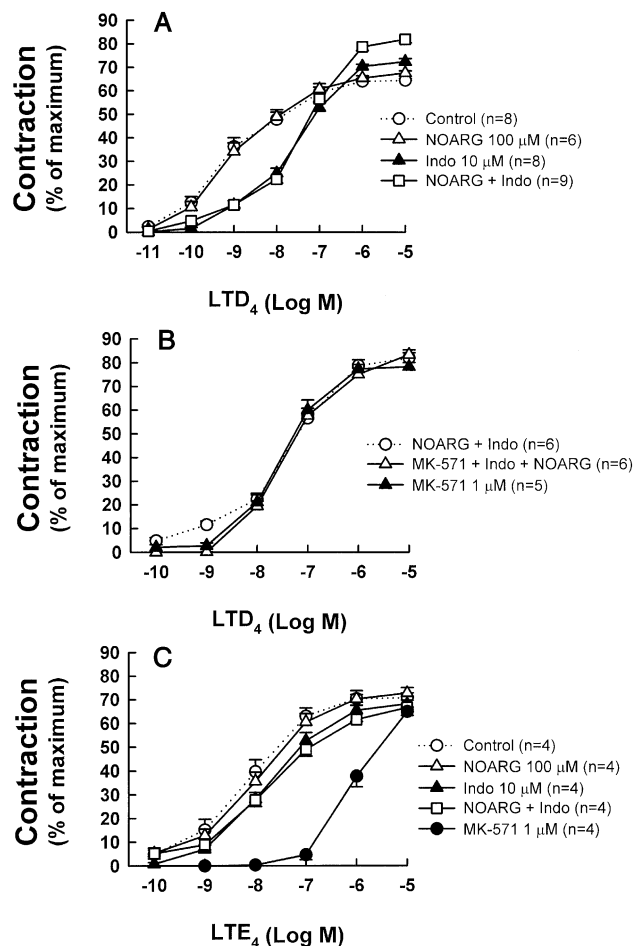 A
Contraction
(% of maximum)
90
80
70
60
50
40
30
20
10
0
-11 -10 -9 -8 -7 -6 -5
LTD4 (Log M)
Control (n=8)
NOARG 100 µM (n=6)
Indo 10 µM (n=8)
NOARG + Indo (n=9)
B
Contraction
(% of maximum)
90
80
70
60
50
40
30
20
10
0
-10 -9 -8 -7 -6 -5
LTD4 (Log M)
NOARG + Indo (n=6)
MK-571 + Indo + NOARG (n=6)
MK-571 1 µM (n=5)
C
Contraction
(% of maximum)
90
80
70
60
50
40
30
20
10
0
-10 -9 -8 -7 -6 -5
LTE4 (Log M)
Control (n=4)
NOARG 100 µM (n=4)
Indo 10 µM (n=4)
NOARG + Indo (n=4)
MK-571 1 µM (n=4)